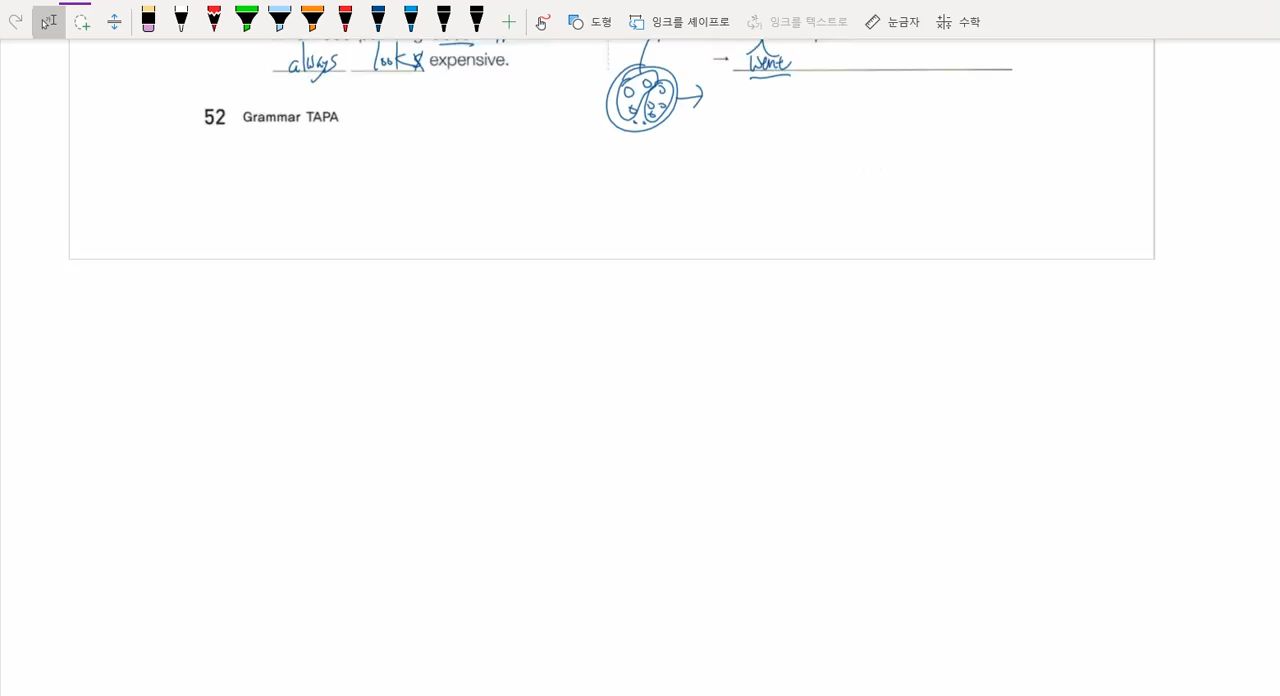 도형 잉크를 셰이프로 잉크를 텍스트로 눈금자 수학
always looks expensive.
→ went
52 Grammar TAPA